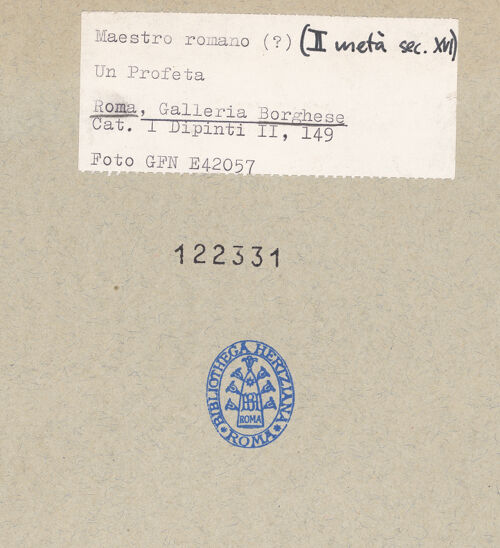 Maestro romano (?) (II metà sec. XVI)
Un Profeta
Roma, Galleria Borghese
Cat. I Dipinti II, 149
Foto GFN E42057
122331
BIBLIOTHECA HERTZIANA
ROMA
ROMA